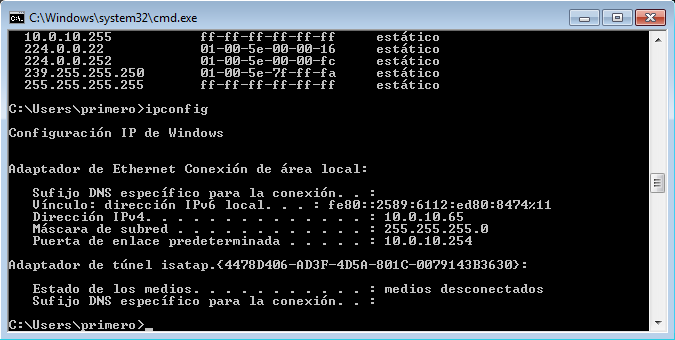 C:\Windows\system32\cmd.exe
10.0.10.255 ff-ff-ff-ff-ff-ff estático
224.0.0.22 01-00-5e-00-00-16 estático
224.0.0.252 01-00-5e-00-00-fc estático
239.255.255.250 01-00-5e-7f-ff-fa estático
255.255.255.255 ff-ff-ff-ff-ff-ff estático
C:\Users\primero>ipconfig
Configuración IP de Windows
Adaptador de Ethernet Conexión de área local:
Sufijo DNS específico para la conexión. . :
Vínculo: dirección IPv6 local. . . : fe80::2589:6112:ed80:8474%11
Dirección IPv4. . . . . . . . . . . . . . : 10.0.10.65
Máscara de subred . . . . . . . . . . . . : 255.255.255.0
Puerta de enlace predeterminada . . . . . : 10.0.10.254
Adaptador de túnel isatap.{4478D406-AD3F-4D5A-801C-0079143B3630}:
Estado de los medios. . . . . . . . . . . : medios desconectados
Sufijo DNS específico para la conexión. . :
C:\Users\primero>_